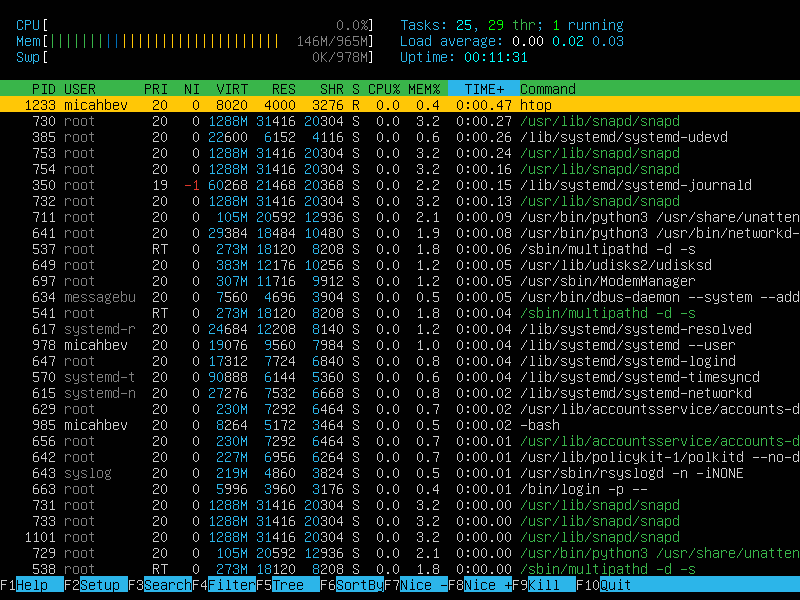 CPU[ 0.0%] Tasks: 25, 29 thr; 1 running
Mem[||||||||||||||||||||||||||||| 146M/965M] Load average: 0.00 0.02 0.03
Swp[ 0K/978M] Uptime: 00:11:31
PID USER PRI NI VIRT RES SHR S CPU% MEM% TIME+ Command
1233 micahbev 20 0 8020 4000 3276 R 0.0 0.4 0:00.47 htop
730 root 20 0 1288M 31416 20304 S 0.0 3.2 0:00.27 /usr/lib/snapd/snapd
385 root 20 0 22600 6152 4116 S 0.0 0.6 0:00.26 /lib/systemd/systemd-udevd
753 root 20 0 1288M 31416 20304 S 0.0 3.2 0:00.24 /usr/lib/snapd/snapd
754 root 20 0 1288M 31416 20304 S 0.0 3.2 0:00.16 /usr/lib/snapd/snapd
350 root 19 -1 60268 21468 20368 S 0.0 2.2 0:00.15 /lib/systemd/systemd-journald
732 root 20 0 1288M 31416 20304 S 0.0 3.2 0:00.13 /usr/lib/snapd/snapd
711 root 20 0 105M 20592 12936 S 0.0 2.1 0:00.09 /usr/bin/python3 /usr/share/unatten
641 root 20 0 29384 18484 10480 S 0.0 1.9 0:00.08 /usr/bin/python3 /usr/bin/networkd-
537 root RT 0 273M 18120 8208 S 0.0 1.8 0:00.06 /sbin/multipathd -d -s
649 root 20 0 383M 12176 10256 S 0.0 1.2 0:00.05 /usr/lib/udisks2/udisksd
697 root 20 0 307M 11716 9912 S 0.0 1.2 0:00.05 /usr/sbin/ModemManager
634 messagebu 20 0 7560 4696 3904 S 0.0 0.5 0:00.05 /usr/bin/dbus-daemon --system --add
541 root RT 0 273M 18120 8208 S 0.0 1.8 0:00.04 /sbin/multipathd -d -s
617 systemd-r 20 0 24684 12208 8140 S 0.0 1.2 0:00.04 /lib/systemd/systemd-resolved
978 micahbev 20 0 19076 9560 7984 S 0.0 1.0 0:00.04 /lib/systemd/systemd --user
647 root 20 0 17312 7724 6840 S 0.0 0.8 0:00.04 /lib/systemd/systemd-logind
570 systemd-t 20 0 90888 6144 5360 S 0.0 0.6 0:00.04 /lib/systemd/systemd-timesyncd
615 systemd-n 20 0 27276 7532 6668 S 0.0 0.8 0:00.02 /lib/systemd/systemd-networkd
629 root 20 0 230M 7292 6464 S 0.0 0.7 0:00.02 /usr/lib/accountsservice/accounts-d
985 micahbev 20 0 8264 5172 3464 S 0.0 0.5 0:00.02 -bash
656 root 20 0 230M 7292 6464 S 0.0 0.7 0:00.01 /usr/lib/accountsservice/accounts-d
642 root 20 0 227M 6956 6264 S 0.0 0.7 0:00.01 /usr/lib/policykit-1/polkitd --no-d
643 syslog 20 0 219M 4860 3824 S 0.0 0.5 0:00.01 /usr/sbin/rsyslogd -n -iNONE
663 root 20 0 5996 3960 3176 S 0.0 0.4 0:00.01 /bin/login -p --
731 root 20 0 1288M 31416 20304 S 0.0 3.2 0:00.00 /usr/lib/snapd/snapd
733 root 20 0 1288M 31416 20304 S 0.0 3.2 0:00.00 /usr/lib/snapd/snapd
1101 root 20 0 1288M 31416 20304 S 0.0 3.2 0:00.00 /usr/lib/snapd/snapd
729 root 20 0 105M 20592 12936 S 0.0 2.1 0:00.00 /usr/bin/python3 /usr/share/unatten
538 root RT 0 273M 18120 8208 S 0.0 1.8 0:00.00 /sbin/multipathd -d -s
F1Help F2Setup F3SearchF4FilterF5Tree F6SortByF7Nice -F8Nice +F9Kill F10Quit